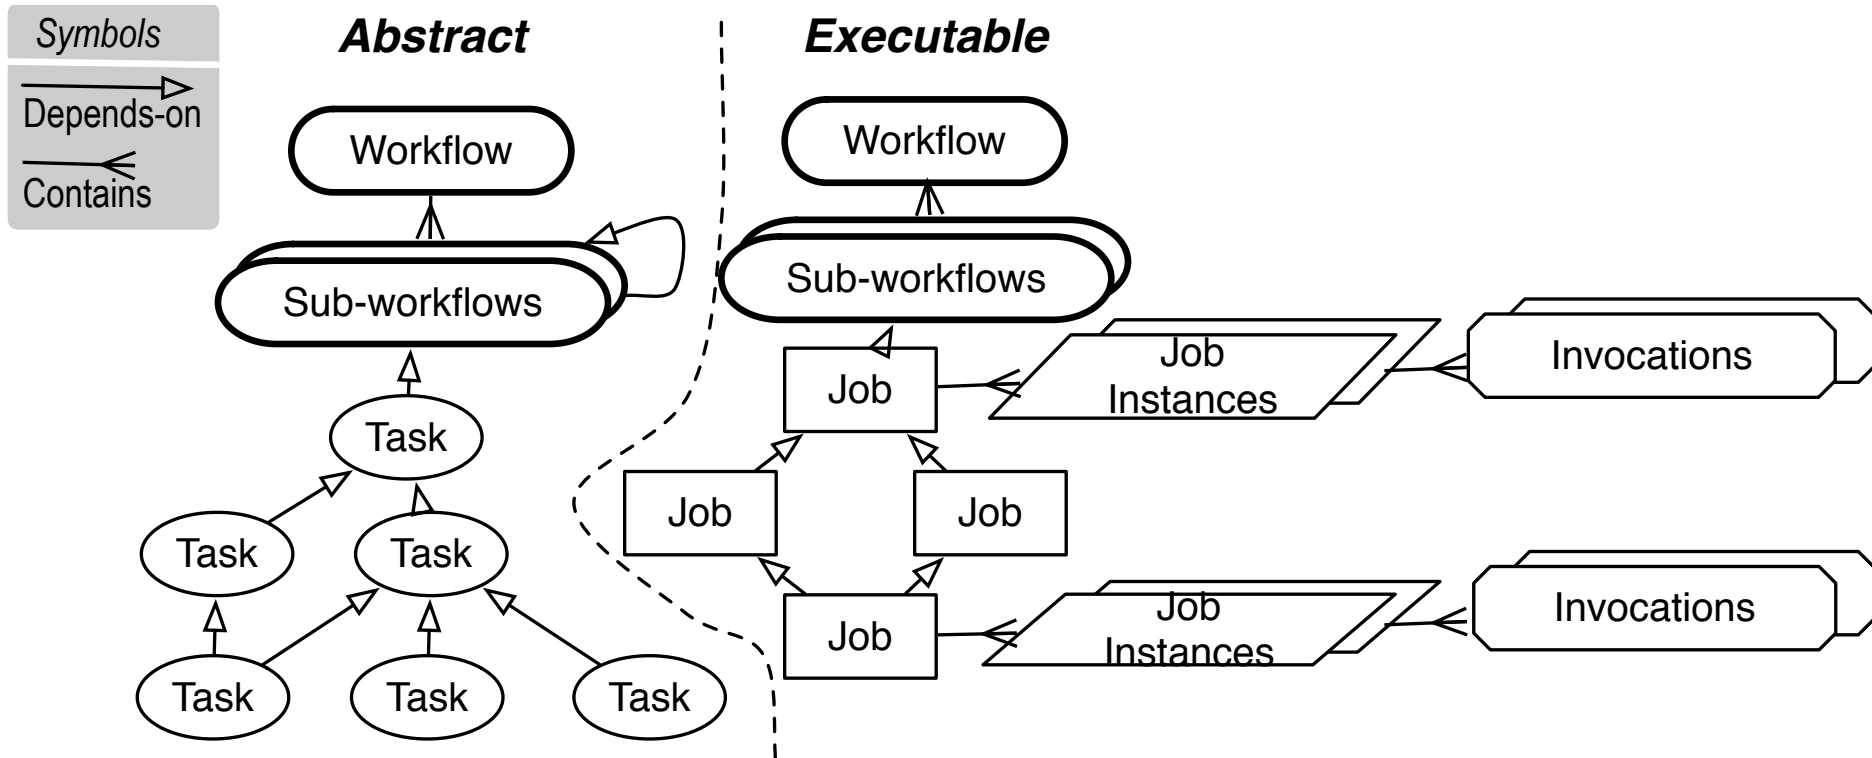 Symbols
Depends-on
Contains
Abstract
Workflow
Sub-workflows
Task
Task
Task
Task
Task
Task
Executable
Workflow
Sub-workflows
Job
Job
Instances
Invocations
Job
Job
Job
Job
Instances
Invocations